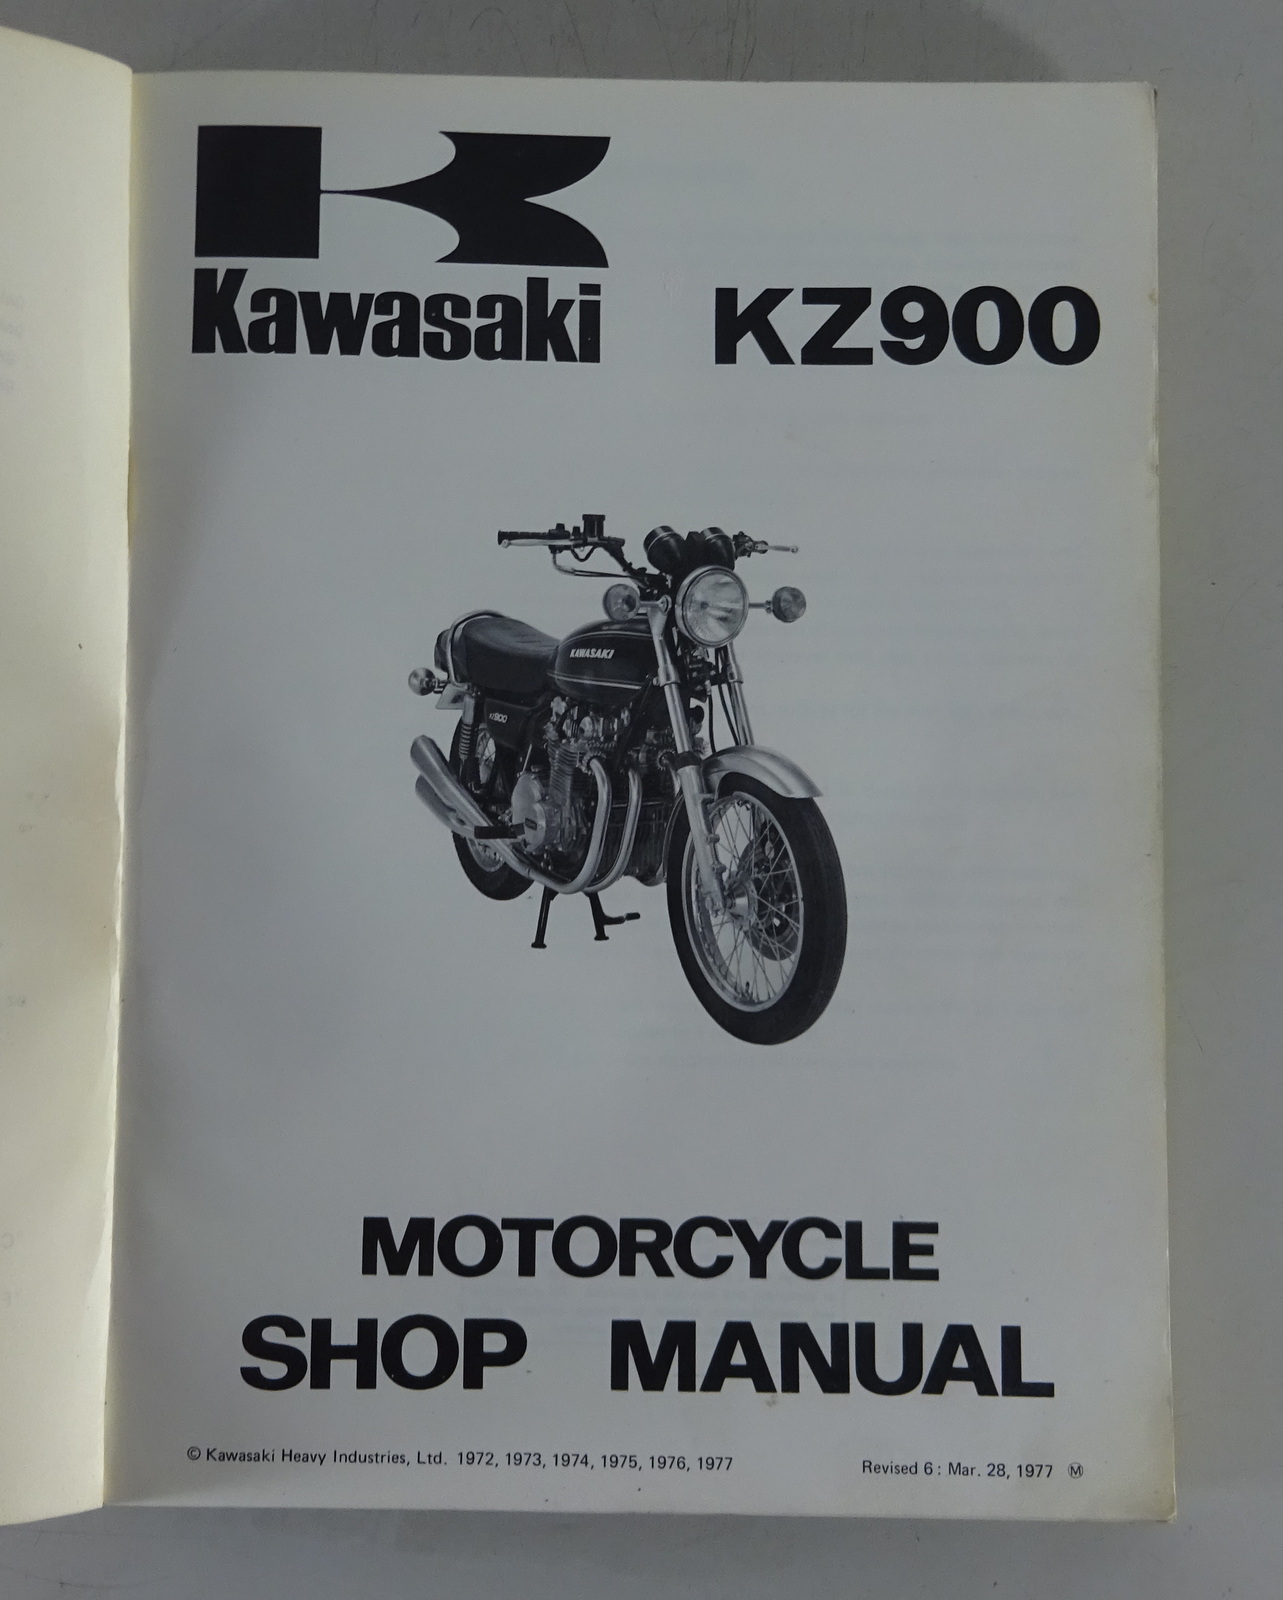 Kawasaki KZ900
KAWASAKI
KZ900
MOTORCYCLE
SHOP MANUAL
© Kawasaki Heavy Industries, Ltd. 1972, 1973, 1974, 1975, 1976, 1977
Revised 6: Mar. 28, 1977 Ⓜ